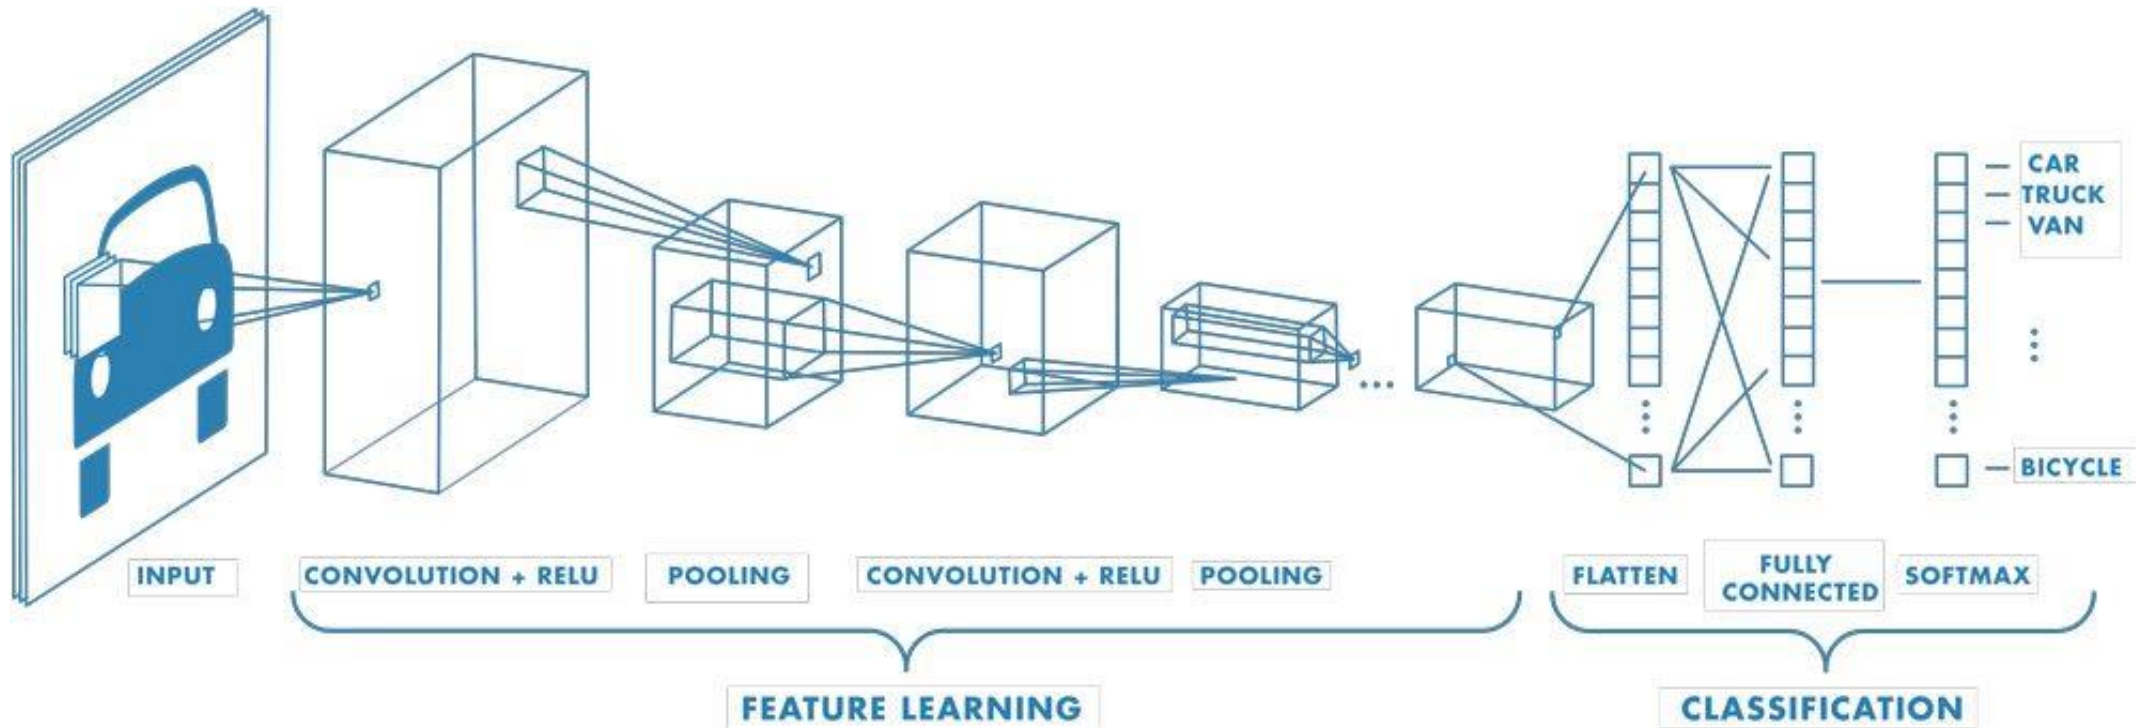 CAR
TRUCK
VAN
BICYCLE
INPUT
CONVOLUTION + RELU
POOLING
CONVOLUTION + RELU
POOLING
FLATTEN
FULLY
CONNECTED
SOFTMAX
FEATURE LEARNING
CLASSIFICATION